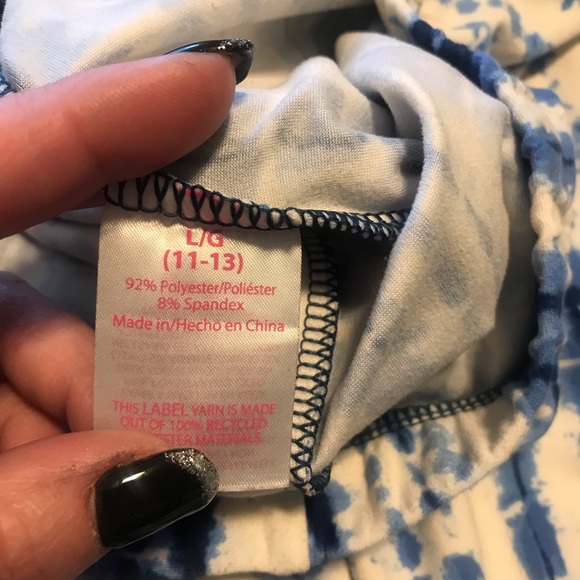 L/G
(11-13)
92% Polyester/Poliéster
8% Spandex
Made in/Hecho en China
THIS LABEL YARN IS MADE
OUT OF 100% RECYCLED
MATERIALS